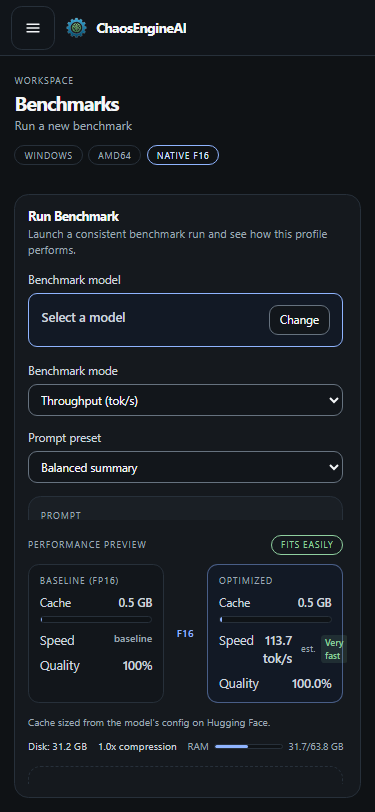 ChaosEngineAI
WORKSPACE
Benchmarks
Run a new benchmark
WINDOWS AMD64 NATIVE F16
Run Benchmark
Launch a consistent benchmark run and see how this profile
performs.
Benchmark model
Select a model Change
Benchmark mode
Throughput (tok/s)
Prompt preset
Balanced summary
PROMPT
PERFORMANCE PREVIEW FITS EASILY
BASELINE (FP16)
Cache 0.5 GB
Speed baseline
Quality 100%
F16
OPTIMIZED
Cache 0.5 GB
Speed 113.7 est. Very
tok/s fast
Quality 100.0%
Cache sized from the model's config on Hugging Face.
Disk: 31.2 GB 1.0x compression RAM 31.7/63.8 GB